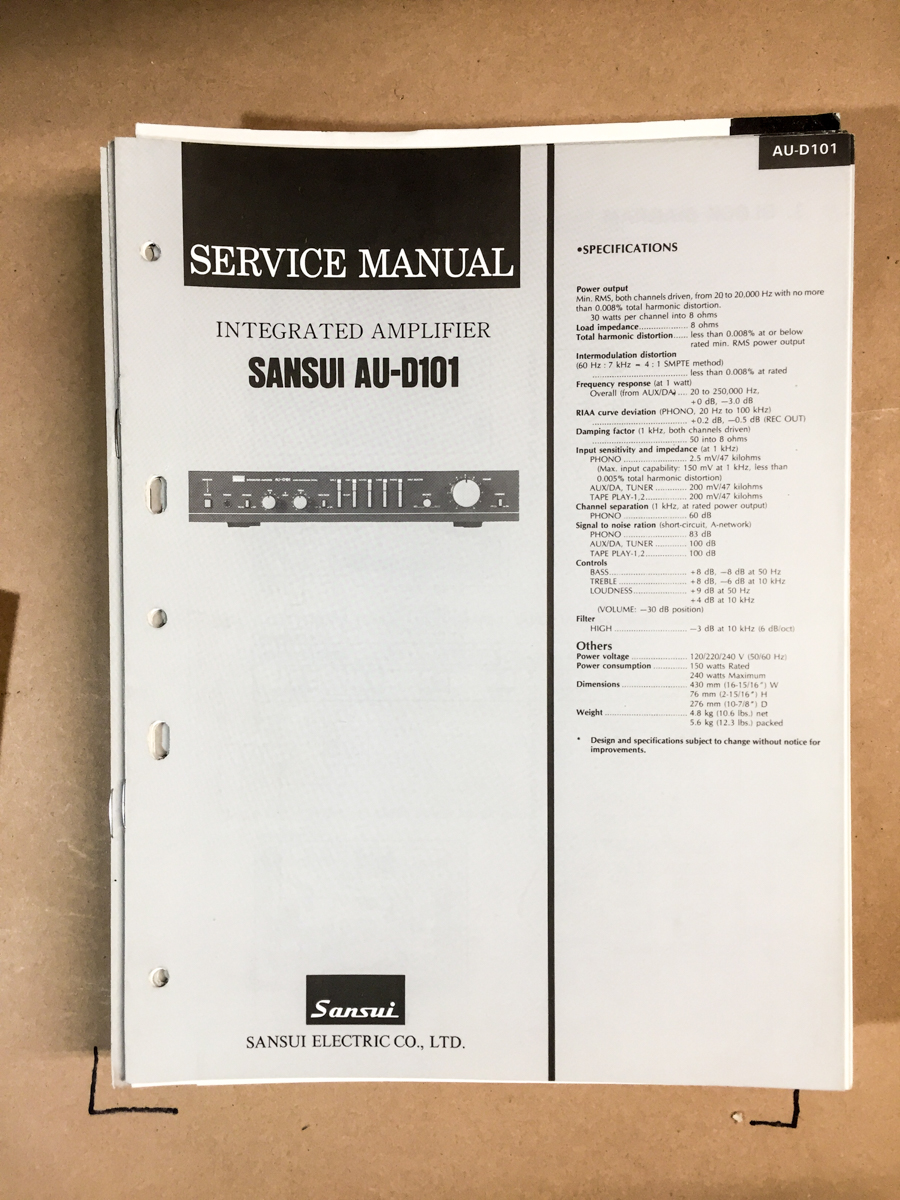 SERVICE MANUAL
INTEGRATED AMPLIFIER
SANSUI AU-D101
Sansui
SANSUI ELECTRIC CO., LTD.
AU-D101
•SPECIFICATIONS
Power output
Min. RMS, both channels driven, from 20 to 20,000 Hz with no more
than 0.008% total harmonic distortion.
30 watts per channel into 8 ohms
Load impedance.................... 8 ohms
Total harmonic distortion...... less than 0.008% at or below
rated min. RMS power output
Intermodulation distortion
(60 Hz : 7 kHz = 4 : 1 SMPTE method)
.................................. less than 0.008% at rated
Frequency response (at 1 watt)
Overall (from AUX/DA) .... 20 to 250,000 Hz,
+0 dB, −3.0 dB
RIAA curve deviation (PHONO, 20 Hz to 100 kHz)
.................................. +0.2 dB, −0.5 dB (REC OUT)
Damping factor (1 kHz, both channels driven)
.................................. 50 into 8 ohms
Input sensitivity and impedance (at 1 kHz)
PHONO ....................... 2.5 mV/47 kilohms
(Max. input capability: 150 mV at 1 kHz, less than
0.005% total harmonic distortion)
AUX/DA, TUNER ............ 200 mV/47 kilohms
TAPE PLAY-1,2............... 200 mV/47 kilohms
Channel separation (1 kHz, at rated power output)
PHONO ....................... 60 dB
Signal to noise ration (short-circuit, A-network)
PHONO ....................... 83 dB
AUX/DA, TUNER ............ 100 dB
TAPE PLAY-1,2............... 100 dB
Controls
BASS............................ +8 dB, −8 dB at 50 Hz
TREBLE ........................ +8 dB, −6 dB at 10 kHz
LOUDNESS.................... +9 dB at 50 Hz
+4 dB at 10 kHz
(VOLUME: −30 dB position)
Filter
HIGH ........................... −3 dB at 10 kHz (6 dB/oct)
Others
Power voltage .................... 120/220/240 V (50/60 Hz)
Power consumption ............ 150 watts Rated
240 watts Maximum
Dimensions ....................... 430 mm (16-15/16") W
76 mm (2-15/16") H
276 mm (10-7/8") D
Weight ............................. 4.8 kg (10.6 lbs.) net
5.6 kg (12.3 lbs.) packed
* Design and specifications subject to change without notice for
improvements.